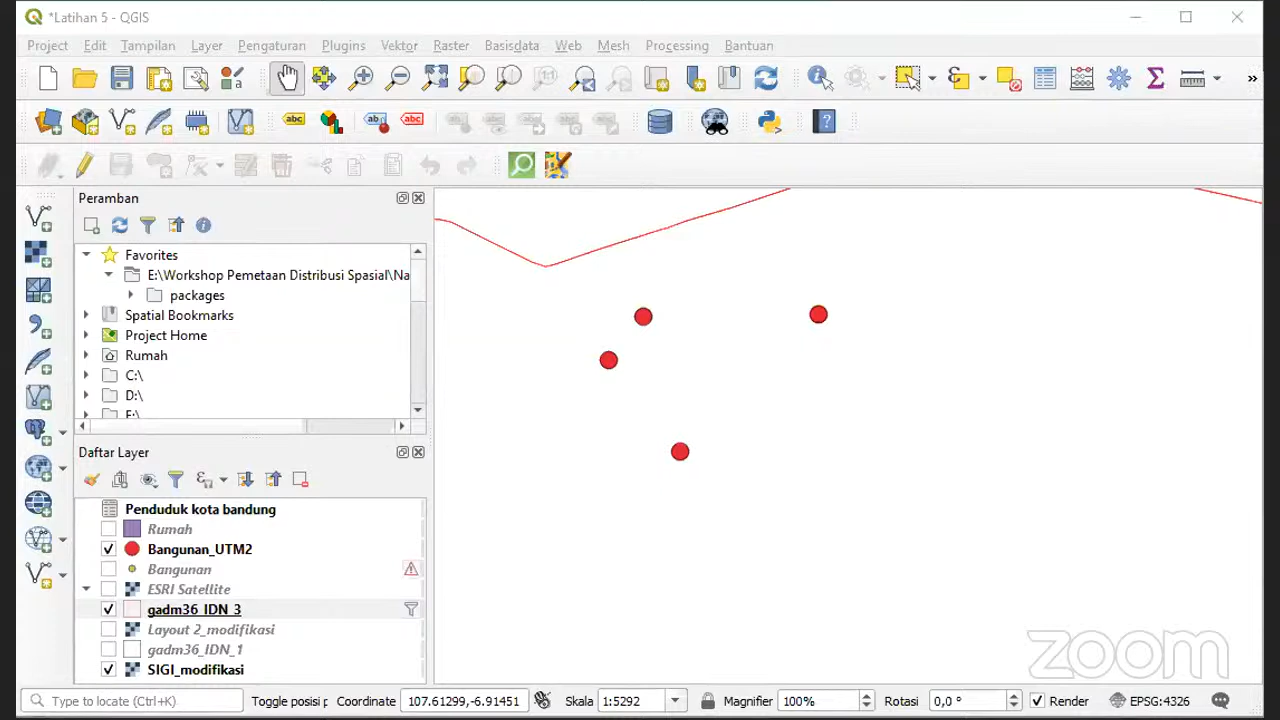 *Latihan 5 - QGIS
Project Edit Tampilan Layer Pengaturan Plugins Vektor Raster Basisdata Web Mesh Processing Bantuan
abc abc abc
Peramban
Favorites
E:\Workshop Pemetaan Distribusi Spasial\Na
packages
Spatial Bookmarks
Project Home
Rumah
C:\
D:\
Daftar Layer
Penduduk kota bandung
Rumah
Bangunan_UTM2
Bangunan
ESRI Satellite
gadm36_IDN_3
Layout 2_modifikasi
gadm36_IDN_1
SIGI_modifikasi
zoom
Type to locate (Ctrl+K) Toggle posisi Coordinate 107.61299,-6.91451 Skala 1:5292 Magnifier 100% Rotasi 0,0 ° Render EPSG:4326